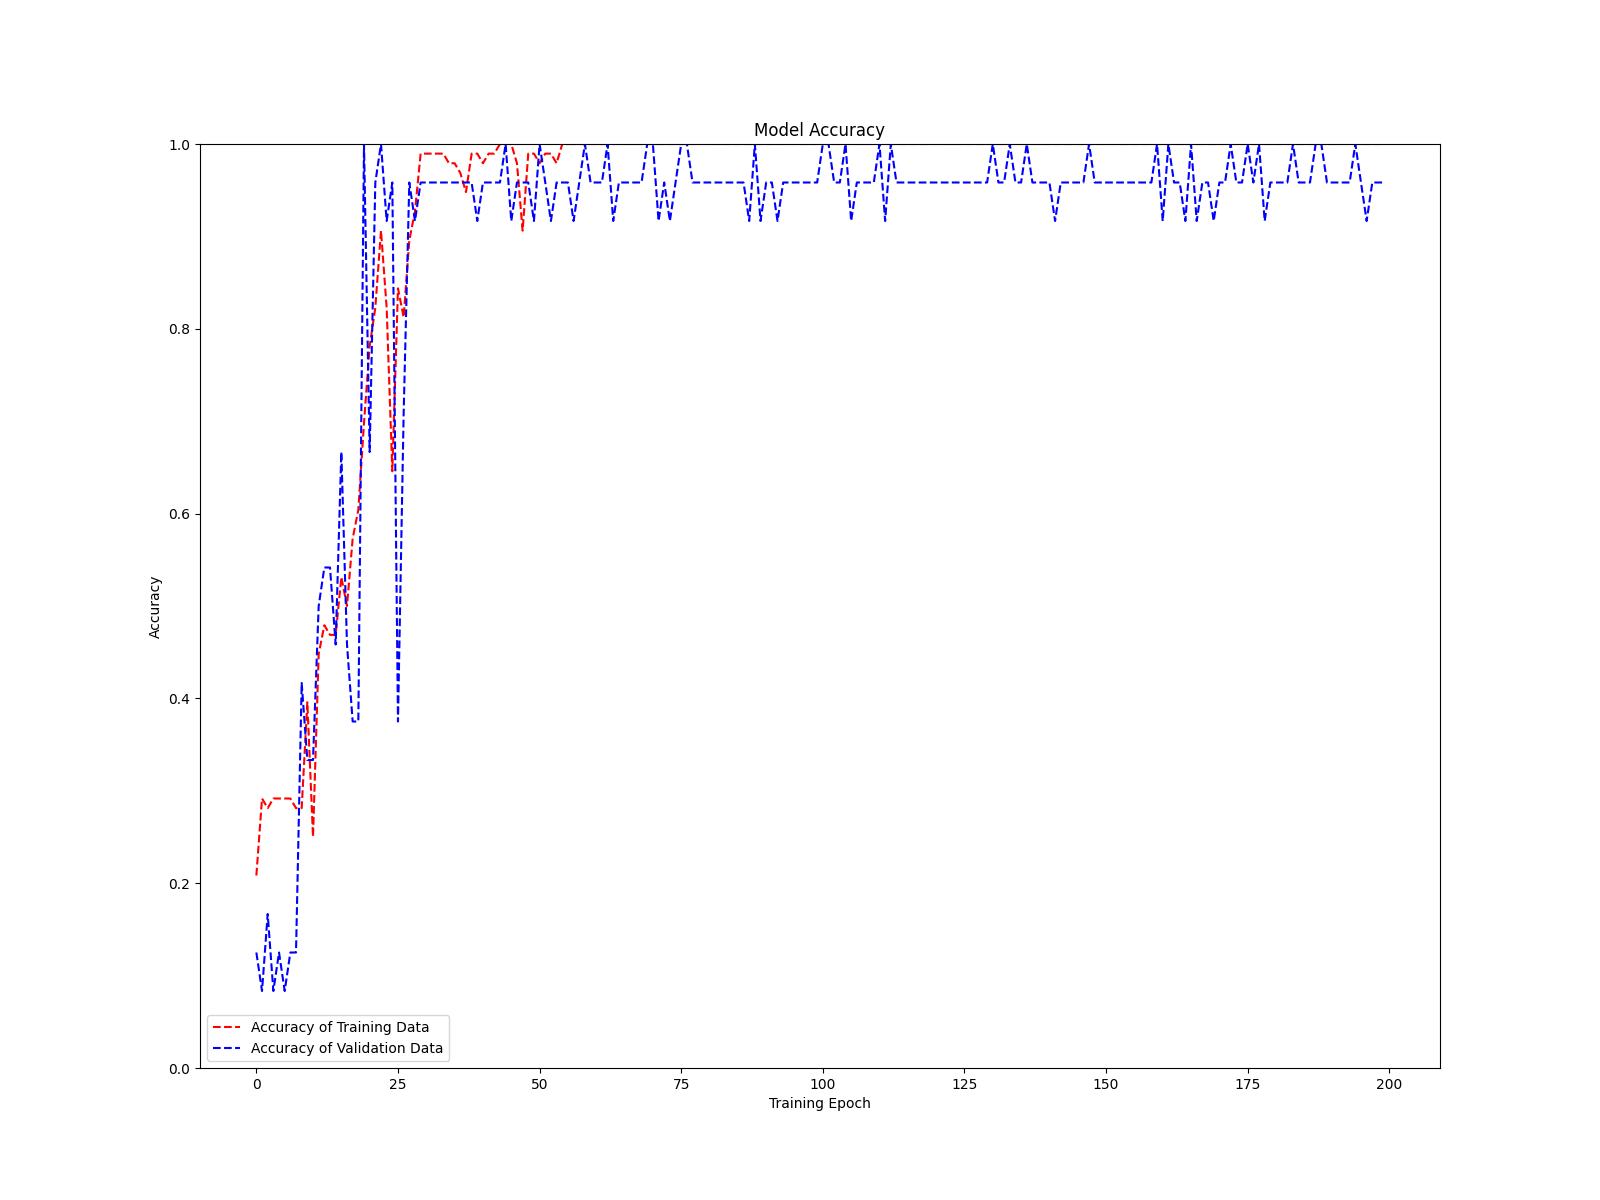 Model Accuracy
1.0
0.8
0.6
0.4
0.2
0.0
Accuracy
Accuracy of Training Data
Accuracy of Validation Data
0 25 50 75 100 125 150 175 200
Training Epoch